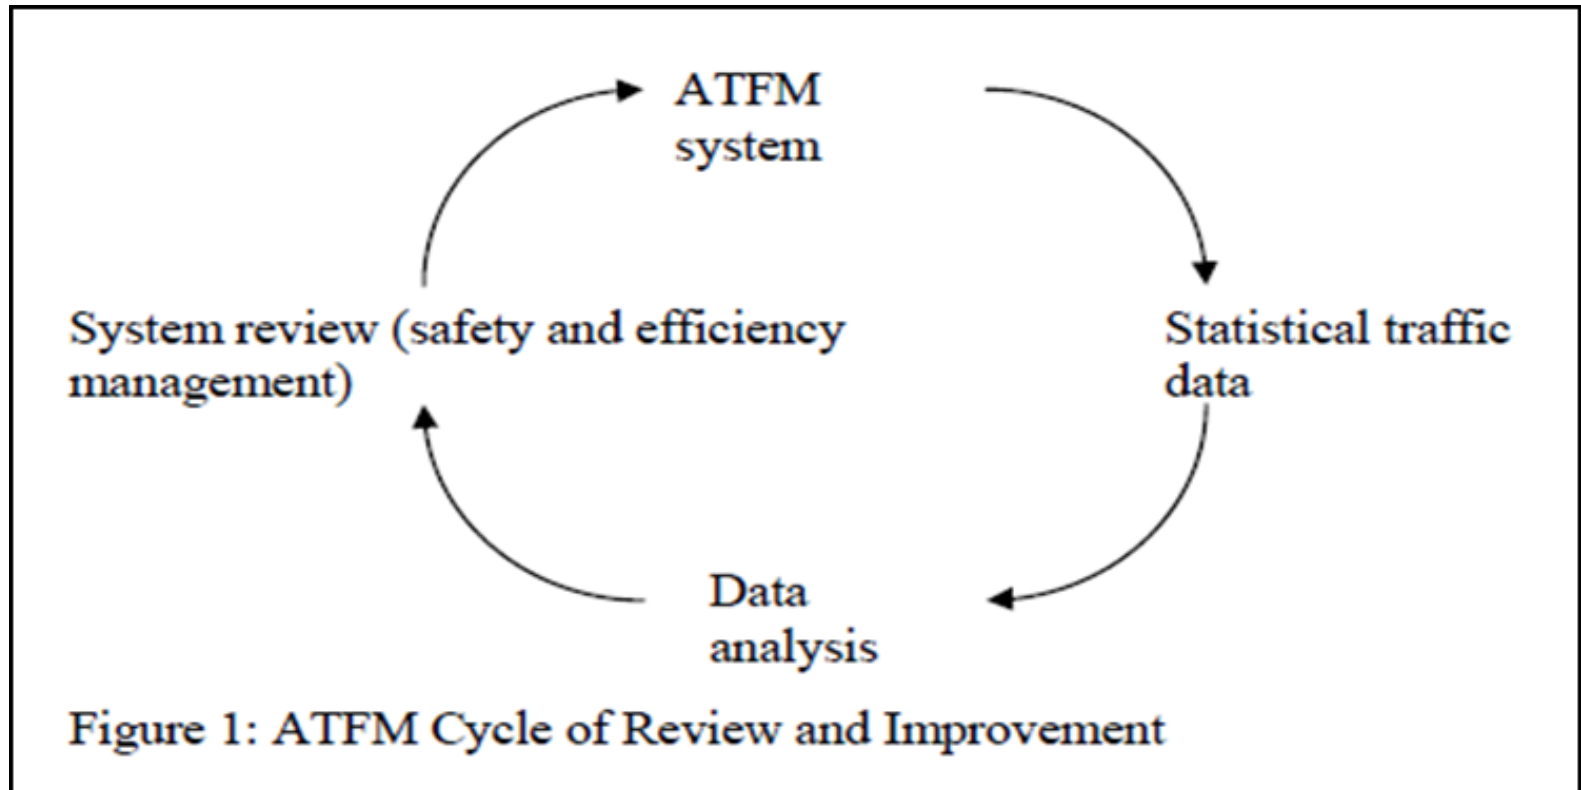 ATFM
system
System review (safety and efficiency
management)
Statistical traffic
data
Data
analysis
Figure 1: ATFM Cycle of Review and Improvement